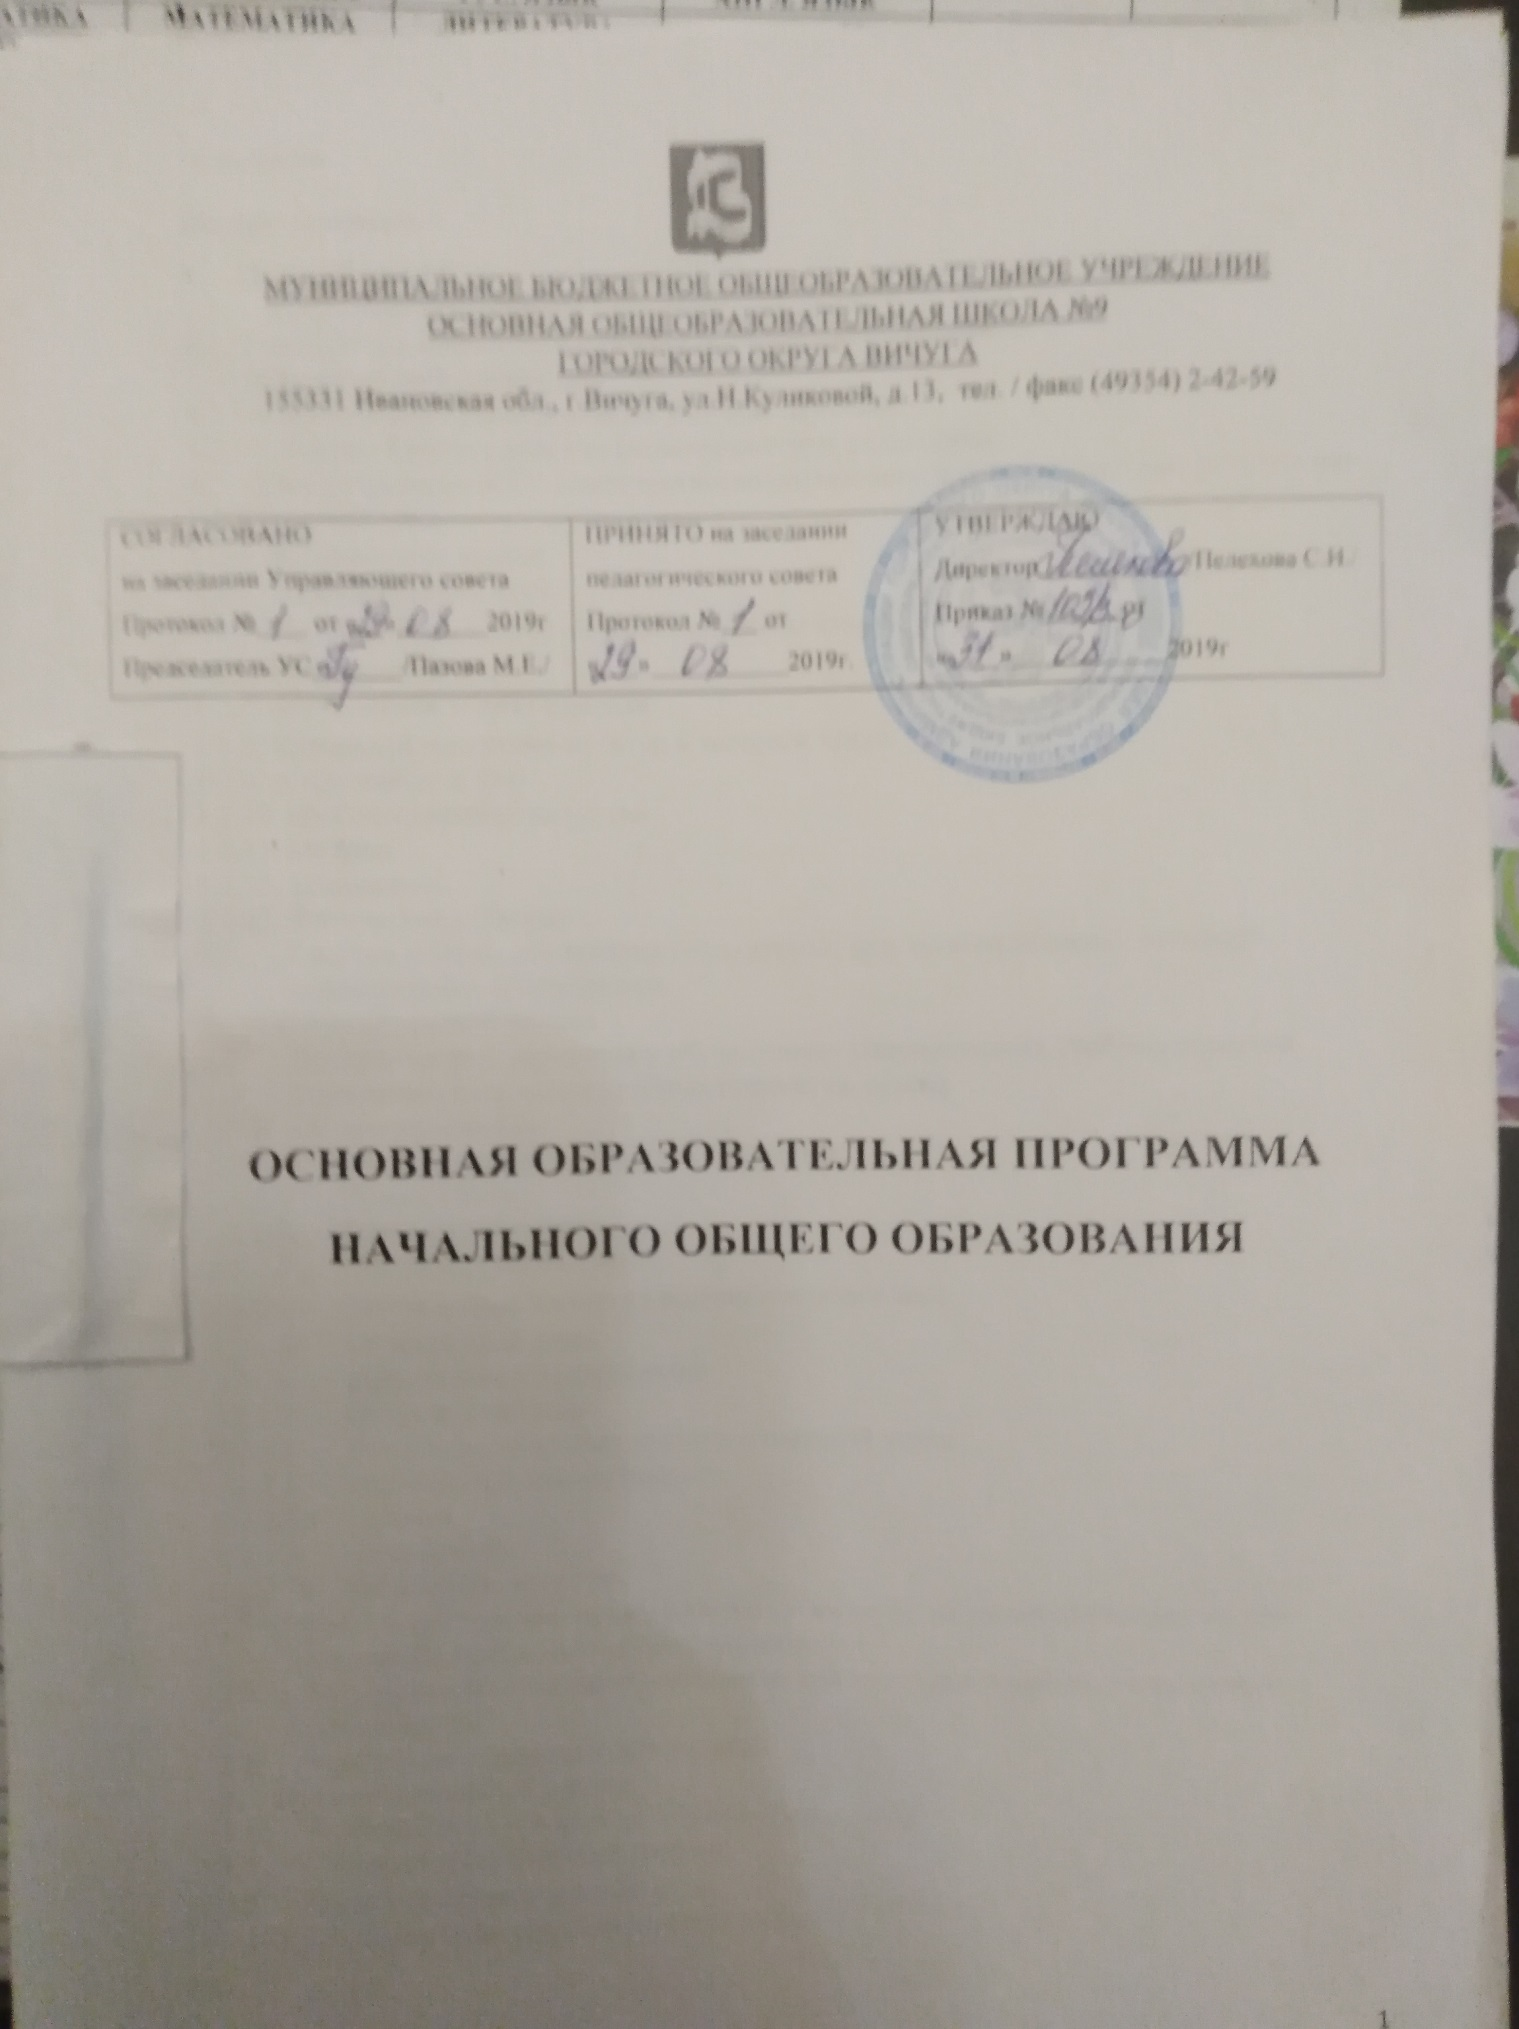 МАТЕМАТИКА
МУНИЦИПАЛЬНОЕ БЮДЖЕТНОЕ ОБЩЕОБРАЗОВАТЕЛЬНОЕ УЧРЕЖДЕНИЕ
ОСНОВНАЯ ОБЩЕОБРАЗОВАТЕЛЬНАЯ ШКОЛА №9
ГОРОДСКОГО ОКРУГА ВИЧУГА
155331 Ивановская обл., г.Вичуга, ул.Н.Куликовой, д.13, тел. / факс (49354) 2-42-59
СОГЛАСОВАНО
на заседании Управляющего совета
Протокол № 1 от «29» 08 2019г
Председатель УС /Пазова М.Е./
ПРИНЯТО на заседании
педагогического совета
Протокол № 1 от
«29» 08 2019г.
УТВЕРЖДАЮ
Директор Пелехова С.Н.
Приказ № от
«31» 08 2019г
ОСНОВНАЯ ОБРАЗОВАТЕЛЬНАЯ ПРОГРАММА
НАЧАЛЬНОГО ОБЩЕГО ОБРАЗОВАНИЯ
1